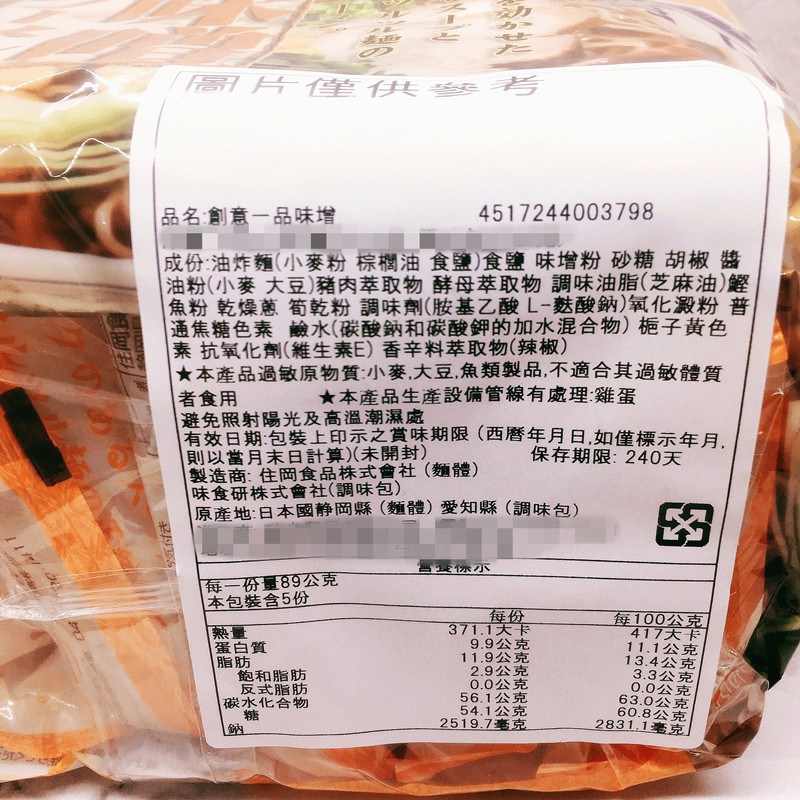 を効かせた
スープと
ツルツル麺の
圖片僅供參考
品名:創意一品味增 4517244003798
成份:油炸麵(小麥粉 棕櫚油 食鹽)食鹽 味增粉 砂糖 胡椒 醬
油粉(小麥 大豆)豬肉萃取物 酵母萃取物 調味油脂(芝麻油)鰹
魚粉 乾燥蔥 筍乾粉 調味劑(胺基乙酸 L-麩酸鈉)氧化澱粉 普
通焦糖色素 鹼水(碳酸鈉和碳酸鉀的加水混合物) 梔子黃色
素 抗氧化劑(維生素E) 香辛料萃取物(辣椒)
★本產品過敏原物質:小麥,大豆,魚類製品,不適合其過敏體質
者食用 ★本產品生產設備管線有處理:雞蛋
避免照射陽光及高溫潮濕處
有效日期:包裝上印示之賞味期限 (西曆年月日,如僅標示年月,
則以當月末日計算)(未開封) 保存期限: 240天
製造商: 住岡食品株式會社 (麵體)
味食研株式會社(調味包)
原產地:日本國静岡縣 (麵體) 愛知縣 (調味包)
營養標示
每一份量89公克
本包裝含5份
每份 每100公克
熱量 371.1大卡 417大卡
蛋白質 9.9公克 11.1公克
脂肪 11.9公克 13.4公克
飽和脂肪 2.9公克 3.3公克
反式脂肪 0.0公克 0.0公克
碳水化合物 56.1公克 63.0公克
糖 54.1公克 60.8公克
鈉 2519.7毫克 2831.1毫克